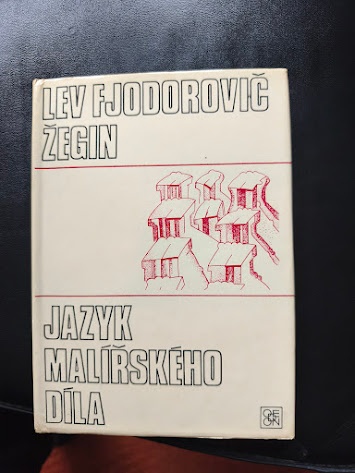 LEV FJODOROVIČ
ŽEGIN
JAZYK
MALÍŘSKÉHO
DÍLA
ODEON